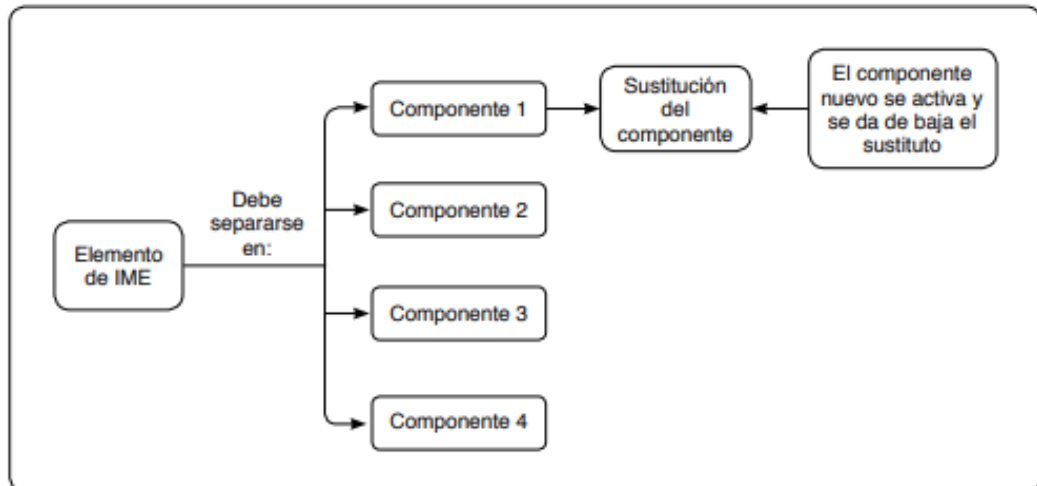 Elemento
de IME
Debe
separarse
en:
Componente 1
Componente 2
Componente 3
Componente 4
Sustitución
del
componente
El componente
nuevo se activa y
se da de baja el
sustituto